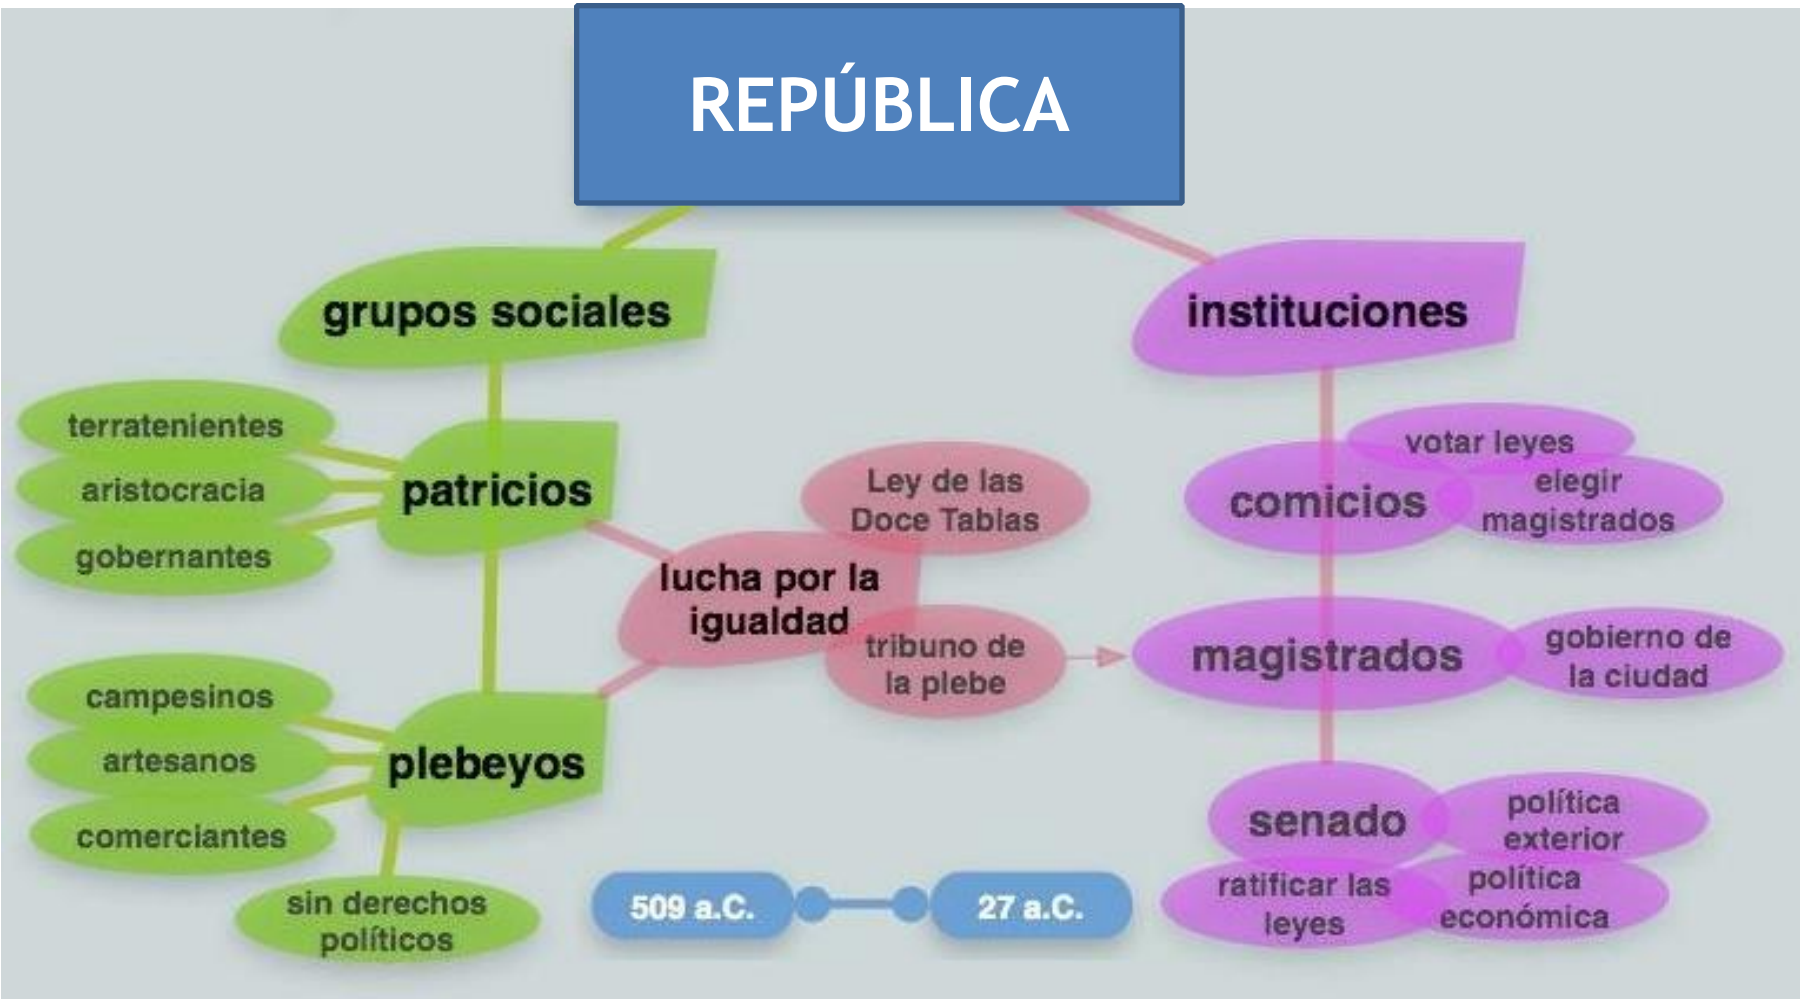 REPÚBLICA
grupos sociales
instituciones
terratenientes
aristocracia
gobernantes
patricios
Ley de las
Doce Tablas
lucha por la
igualdad
tribuno de
la plebe
campesinos
artesanos
comerciantes
plebeyos
sin derechos
políticos
509 a.C.
27 a.C.
comicios
votar leyes
elegir
magistrados
magistrados
gobierno de
la ciudad
senado
política
exterior
ratificar las
leyes
política
económica